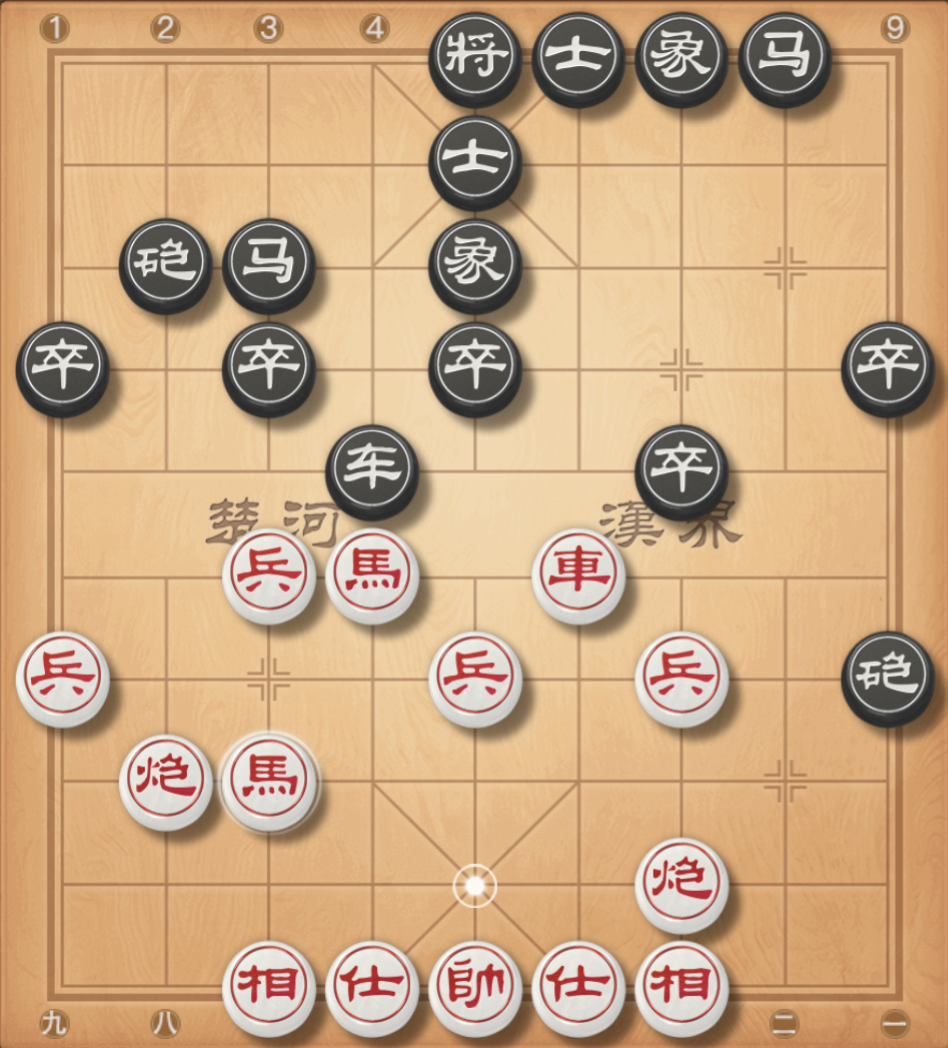 1 2 3 4 9
將 士 象 马
士
砲 马 象
卒 卒 卒 卒
车 卒
楚 河 漢 界
兵 馬 車
兵 兵 兵 砲
炮 馬
炮
相 仕 帥 仕 相
九 八 二 一